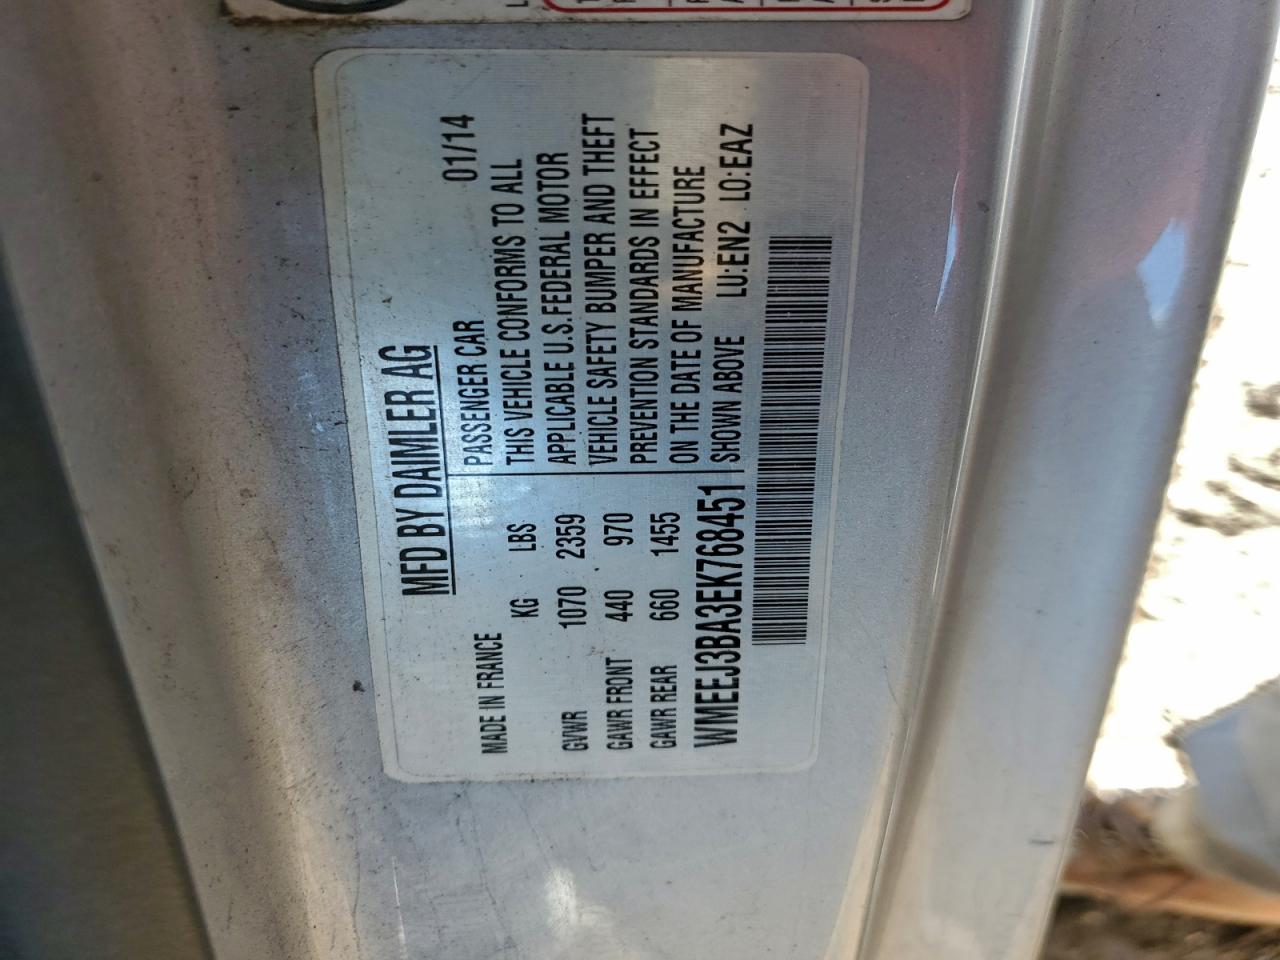 MFD BY DAIMLER AG
MADE IN FRANCE
PASSENGER CAR 01/14
KG LBS
THIS VEHICLE CONFORMS TO ALL
GVWR 1070 2359
APPLICABLE U.S.FEDERAL MOTOR
GAWR FRONT 440 970
VEHICLE SAFETY BUMPER AND THEFT
GAWR REAR 660 1455
PREVENTION STANDARDS IN EFFECT
ON THE DATE OF MANUFACTURE
WMEEJ3BA3EK768451
SHOWN ABOVE LU:EN2 LO:EAZ